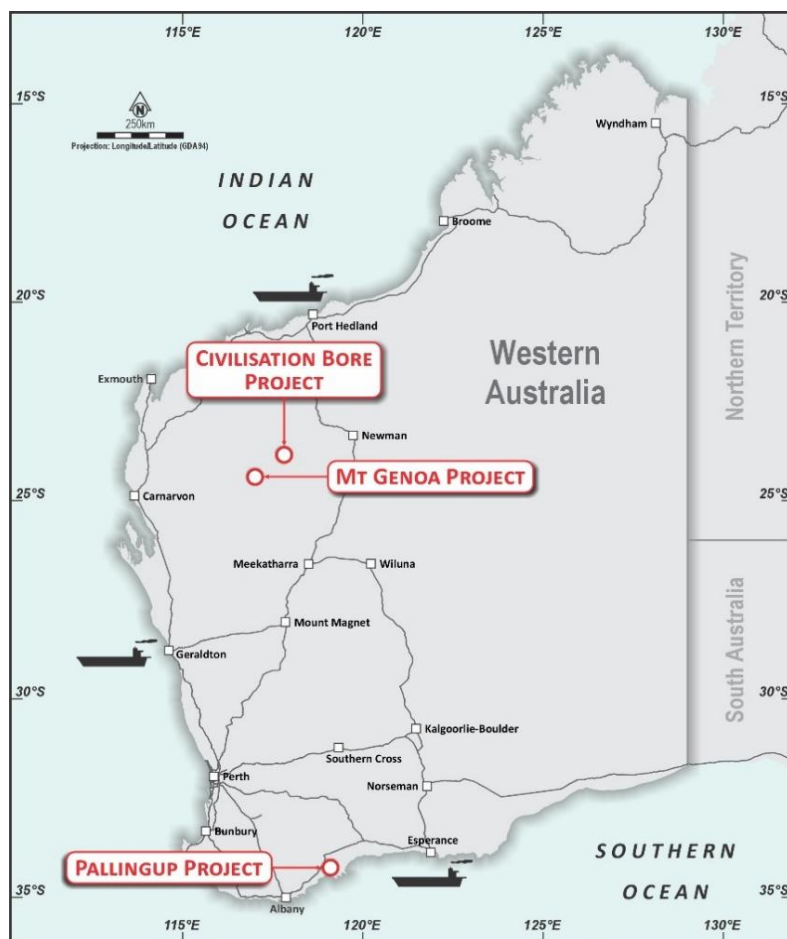 115°E
120°E
125°E
130°E
15°S
15°S
N
250km
Projection: Longitude/Latitude (GDA94)
Wyndham
INDIAN
OCEAN
Broome
Northern Territory
20°S
20°S
Port Hedland
Western
Australia
CIVILISATION BORE
PROJECT
Exmouth
Newman
MT GENOA PROJECT
25°S
25°S
Carnarvon
Meekatharra
Wiluna
Mount Magnet
South Australia
Geraldton
30°S
30°S
Kalgoorlie-Boulder
Southern Cross
Perth
Norseman
Bunbury
Esperance
SOUTHERN
OCEAN
PALLINGUP PROJECT
35°S
35°S
Albany
115°E
120°E
125°E
130°E